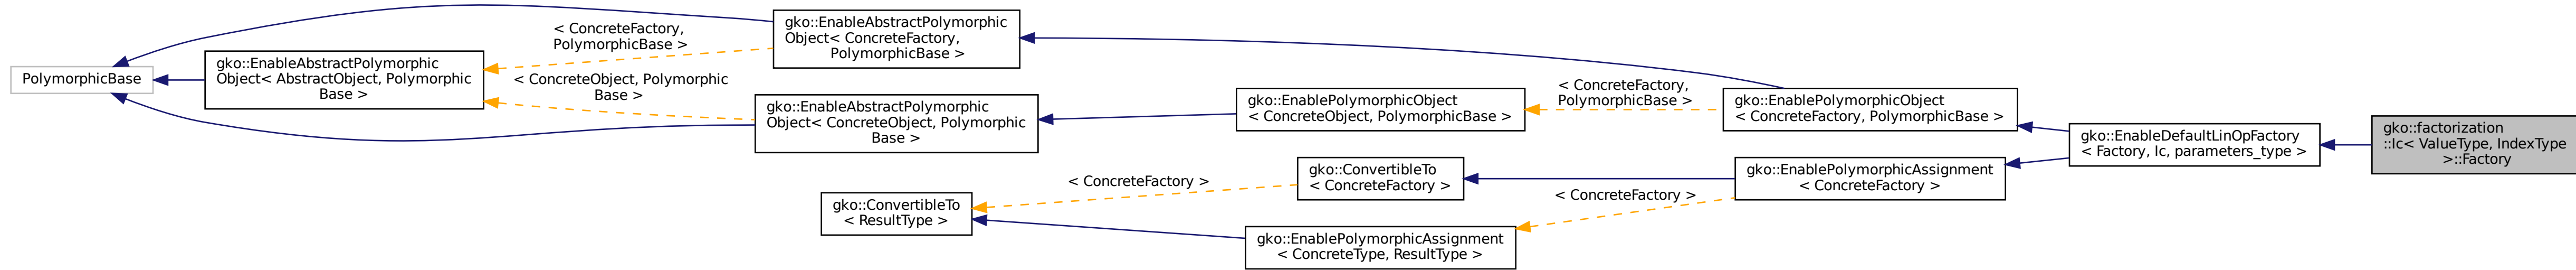 PolymorphicBase
gko::EnableAbstractPolymorphic
Object< AbstractObject, Polymorphic
Base >
< ConcreteFactory,
PolymorphicBase >
< ConcreteObject, Polymorphic
Base >
gko::EnableAbstractPolymorphic
Object< ConcreteFactory,
PolymorphicBase >
gko::EnableAbstractPolymorphic
Object< ConcreteObject, Polymorphic
Base >
gko::ConvertibleTo
< ResultType >
< ConcreteFactory >
gko::EnablePolymorphicObject
< ConcreteObject, PolymorphicBase >
gko::ConvertibleTo
< ConcreteFactory >
gko::EnablePolymorphicAssignment
< ConcreteType, ResultType >
< ConcreteFactory,
PolymorphicBase >
< ConcreteFactory >
gko::EnablePolymorphicObject
< ConcreteFactory, PolymorphicBase >
gko::EnablePolymorphicAssignment
< ConcreteFactory >
gko::EnableDefaultLinOpFactory
< Factory, Ic, parameters_type >
gko::factorization
::Ic< ValueType, IndexType
>::Factory